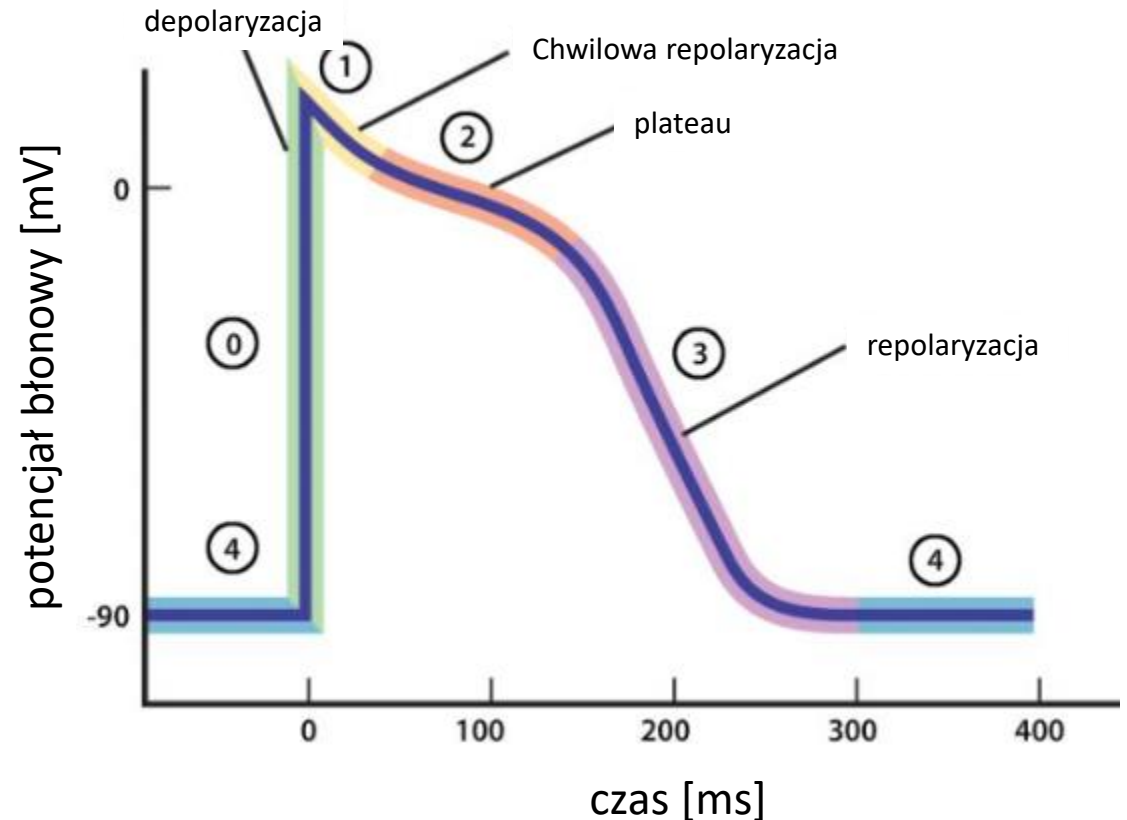 depolaryzacja
1
Chwilowa repolaryzacja
2
plateau
potencjał błonowy [mV]
0
0
3
repolaryzacja
4
4
-90
0 100 200 300 400
czas [ms]